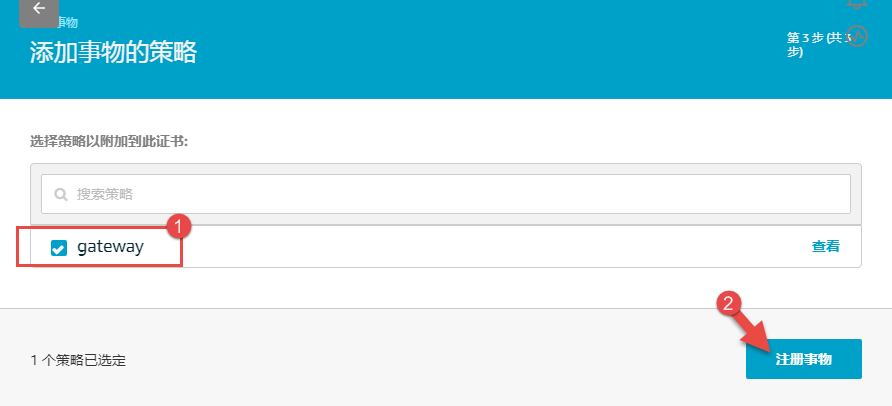 事物
添加事物的策略
第 3 步 (共 3
步)
选择策略以附加到此证书:
搜索策略
1
gateway
查看
2
1 个策略已选定
注册事物